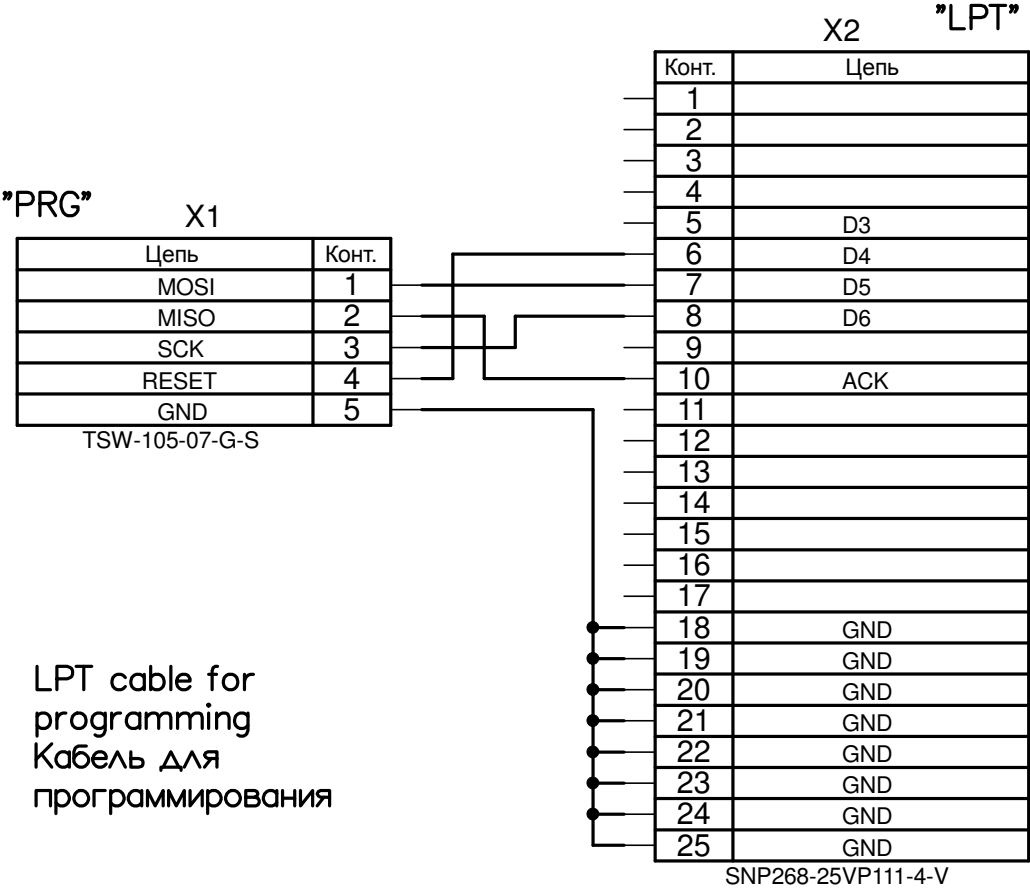 "LPT"
X2
Конт. Цепь
1
2
3
4
5 D3
6 D4
7 D5
8 D6
9
10 ACK
11
12
13
14
15
16
17
18 GND
19 GND
20 GND
21 GND
22 GND
23 GND
24 GND
25 GND
SNP268-25VP111-4-V
"PRG"
X1
Цепь Конт.
MOSI 1
MISO 2
SCK 3
RESET 4
GND 5
TSW-105-07-G-S
LPT cable for
programming
Кабель для
программирования